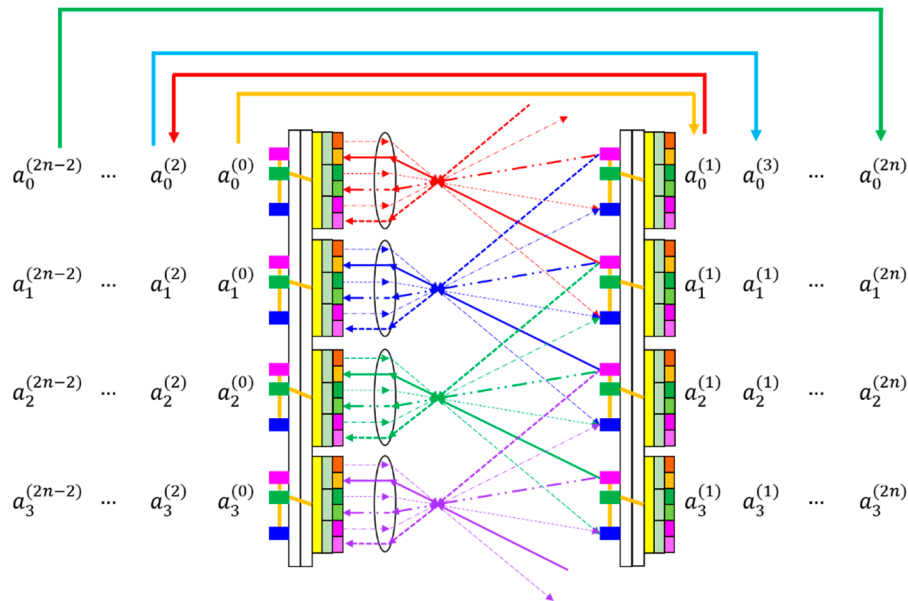 a_0^{(2n−2)} ⋯ a_0^{(2)} a_0^{(0)} a_0^{(1)} a_0^{(3)} ⋯ a_0^{(2n)}
a_1^{(2n−2)} ⋯ a_1^{(2)} a_1^{(0)} a_1^{(1)} a_1^{(1)} ⋯ a_1^{(2n)}
a_2^{(2n−2)} ⋯ a_2^{(2)} a_2^{(0)} a_2^{(1)} a_2^{(1)} ⋯ a_2^{(2n)}
a_3^{(2n−2)} ⋯ a_3^{(2)} a_3^{(0)} a_3^{(1)} a_3^{(1)} ⋯ a_3^{(2n)}